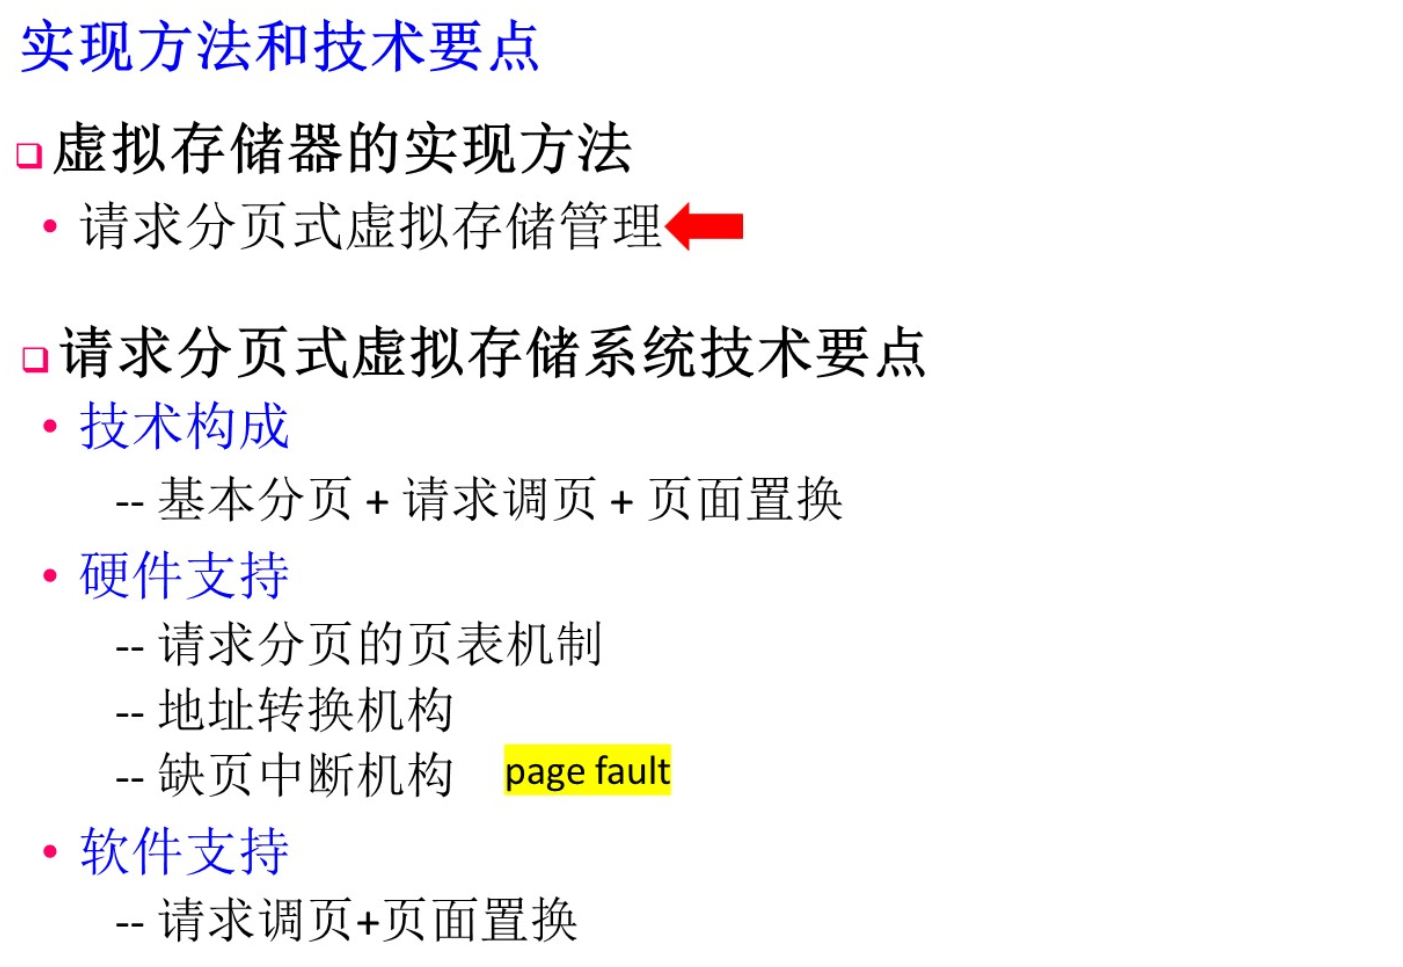 实现方法和技术要点
虚拟存储器的实现方法
• 请求分页式虚拟存储管理
请求分页式虚拟存储系统技术要点
• 技术构成
-- 基本分页 + 请求调页 + 页面置换
• 硬件支持
-- 请求分页的页表机制
-- 地址转换机构
-- 缺页中断机构 page fault
• 软件支持
-- 请求调页+页面置换